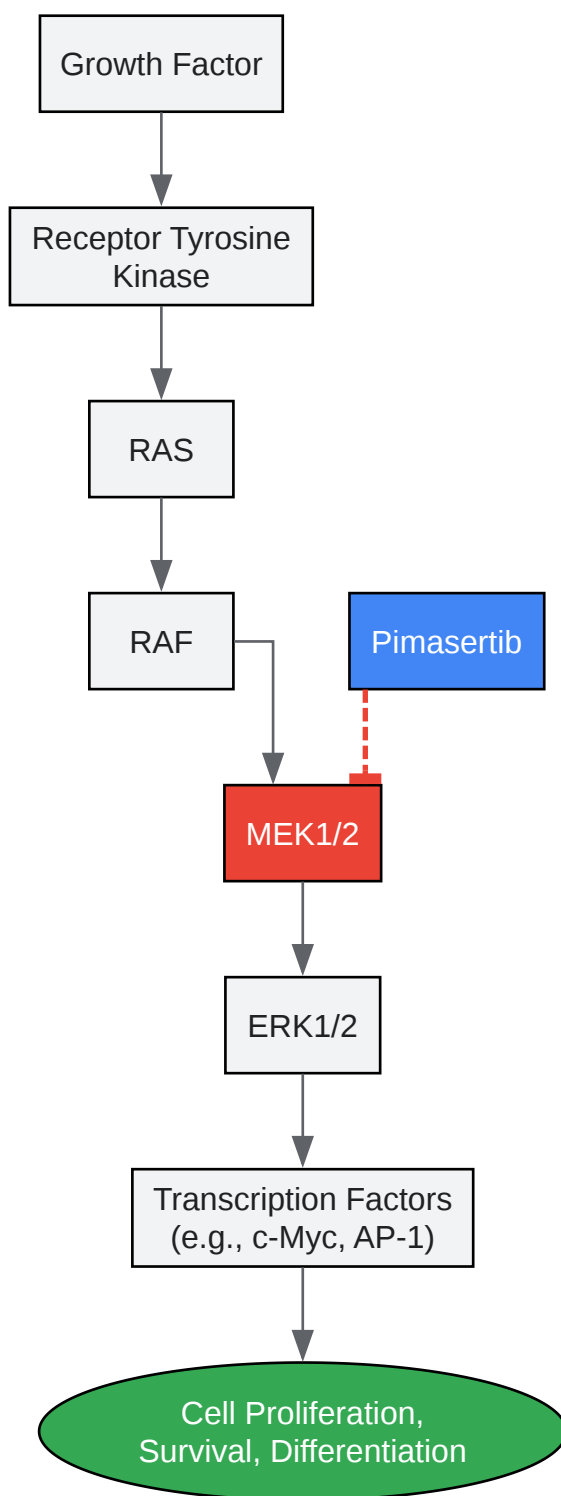 Growth Factor
Receptor Tyrosine
Kinase
RAS
RAF
Pimasertib
MEK1/2
ERK1/2
Transcription Factors
(e.g., c-Myc, AP-1)
Cell Proliferation,
Survival, Differentiation